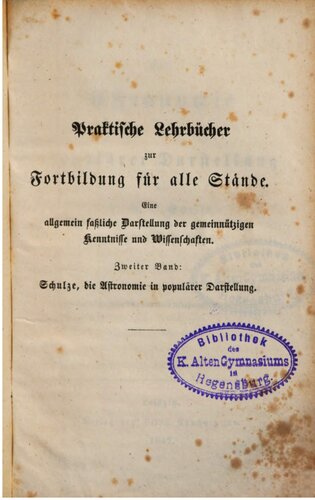 Praktische Lehrbücher
zur
Fortbildung für alle Stände.
Eine
allgemein faßliche Darstellung der gemeinnützigen
Kenntnisse und Wissenschaften.
Zweiter Band:
Schulze, die Astronomie in populärer Darstellung.
Bibliothek
des
K. Alten Gymnasiums
in
Regensburg.